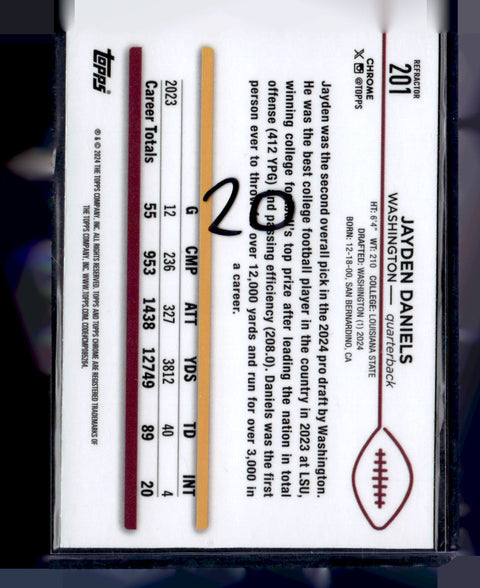 REFRACTOR
201
CHROME
X @TOPPS
JAYDEN DANIELS
WASHINGTON — quarterback
HT: 6'4" WT: 210 COLLEGE: LOUISIANA STATE
DRAFTED: WASHINGTON (1) 2024
BORN: 12-18-00, SAN BERNARDINO, CA
Jayden was the second overall pick in the 2024 pro draft by Washington.
He was the best college football player in the country in 2023 at LSU,
winning college top prize after leading the nation in total
offense (412 YPG) and passing efficiency (208.0). Daniels was the first
person ever to over 12,000 yards and run for over 3,000 in
a career.
20
G CMP ATT YDS TD INT
2023 12 236 327 3812 40 4
Career Totals 55 953 1438 12749 89 20
topps
® & © 2024 THE TOPPS COMPANY, INC. ALL RIGHTS RESERVED. TOPPS AND TOPPS CHROME ARE REGISTERED TRADEMARKS OF
THE TOPPS COMPANY, INC. WWW.TOPPS.COM.